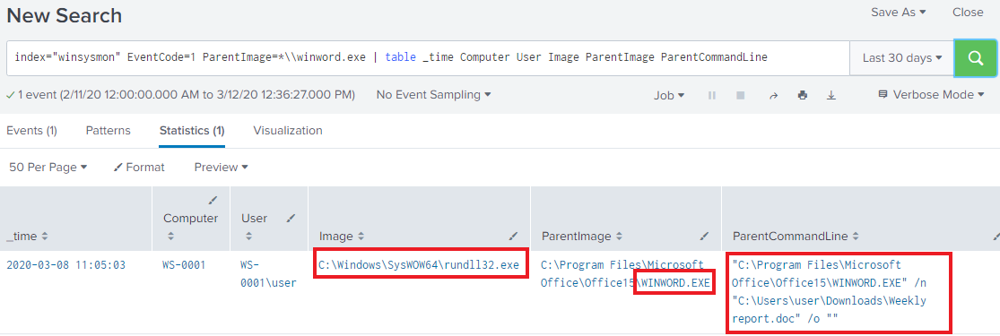 New Search
Save As
Close
index="winsysmon" EventCode=1 ParentImage=*\\winword.exe | table _time Computer User Image ParentImage ParentCommandLine
Last 30 days
1 event (2/11/20 12:00:00.000 AM to 3/12/20 12:36:27.000 PM)
No Event Sampling
Job
Verbose Mode
Events (1)
Patterns
Statistics (1)
Visualization
50 Per Page
Format
Preview
_time
Computer
User
Image
ParentImage
ParentCommandLine
2020-03-08 11:05:03
WS-0001
WS-
0001\user
C:\Windows\SysWOW64\rundll32.exe
C:\Program Files\Microsoft
Office\Office15\WINWORD.EXE
"C:\Program Files\Microsoft
Office\Office15\WINWORD.EXE" /n
"C:\Users\user\Downloads\Weekly
report.doc" /o ""